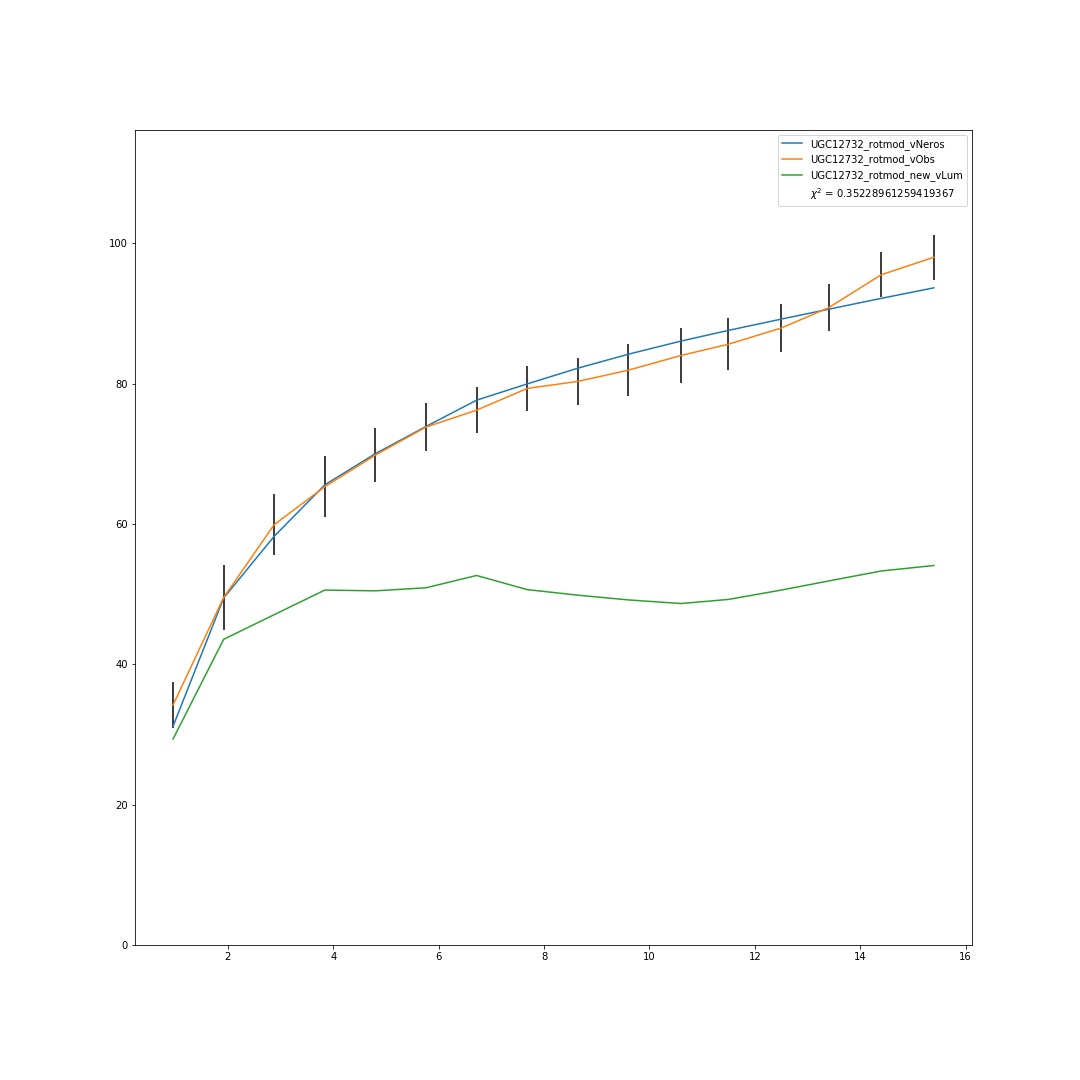 UGC12732_rotmod_vNeros
UGC12732_rotmod_vObs
UGC12732_rotmod_new_vLum
χ² = 0.35228961259419367
100
80
60
40
20
0
2 4 6 8 10 12 14 16